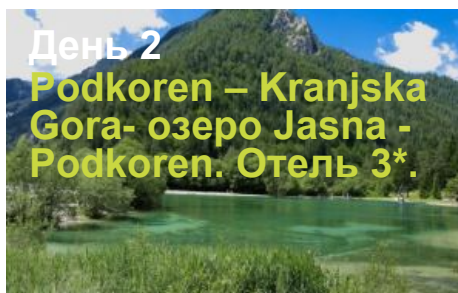 День 2
Podkoren – Kranjska
Gora- озеро Jasna -
Podkoren. Отель 3*.